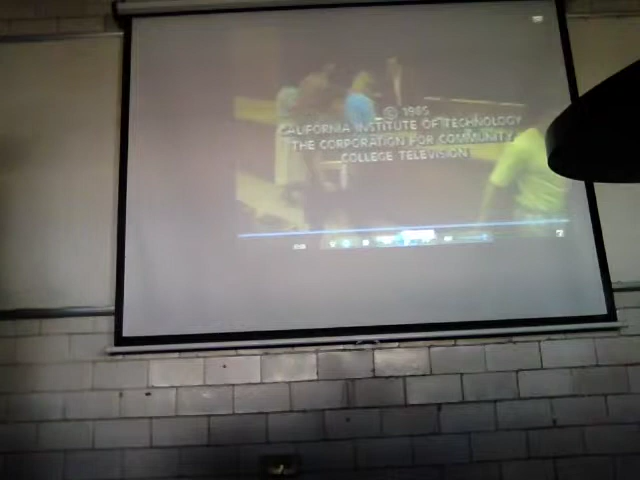 © 1985
CALIFORNIA INSTITUTE OF TECHNOLOGY
THE CORPORATION FOR COMMUNITY
COLLEGE TELEVISION